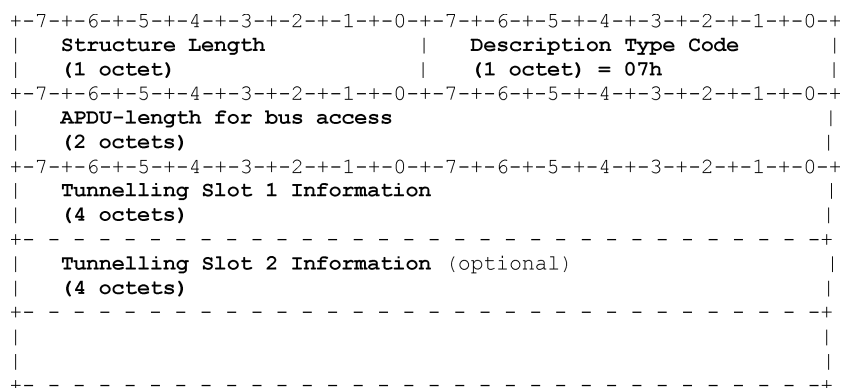 +-7-+-6-+-5-+-4-+-3-+-2-+-1-+-0-+-7-+-6-+-5-+-4-+-3-+-2-+-1-+-0-+
| Structure Length | Description Type Code |
| (1 octet) | (1 octet) = 07h |
+-7-+-6-+-5-+-4-+-3-+-2-+-1-+-0-+-7-+-6-+-5-+-4-+-3-+-2-+-1-+-0-+
| APDU-length for bus access |
| (2 octets) |
+-7-+-6-+-5-+-4-+-3-+-2-+-1-+-0-+-7-+-6-+-5-+-4-+-3-+-2-+-1-+-0-+
| Tunnelling Slot 1 Information |
| (4 octets) |
+- - - - - - - - - - - - - - - - - - - - - - - - - - - - - - - -+
| Tunnelling Slot 2 Information (optional) |
| (4 octets) |
+- - - - - - - - - - - - - - - - - - - - - - - - - - - - - - - -+
| |
| |
+- - - - - - - - - - - - - - - - - - - - - - - - - - - - - - - -+